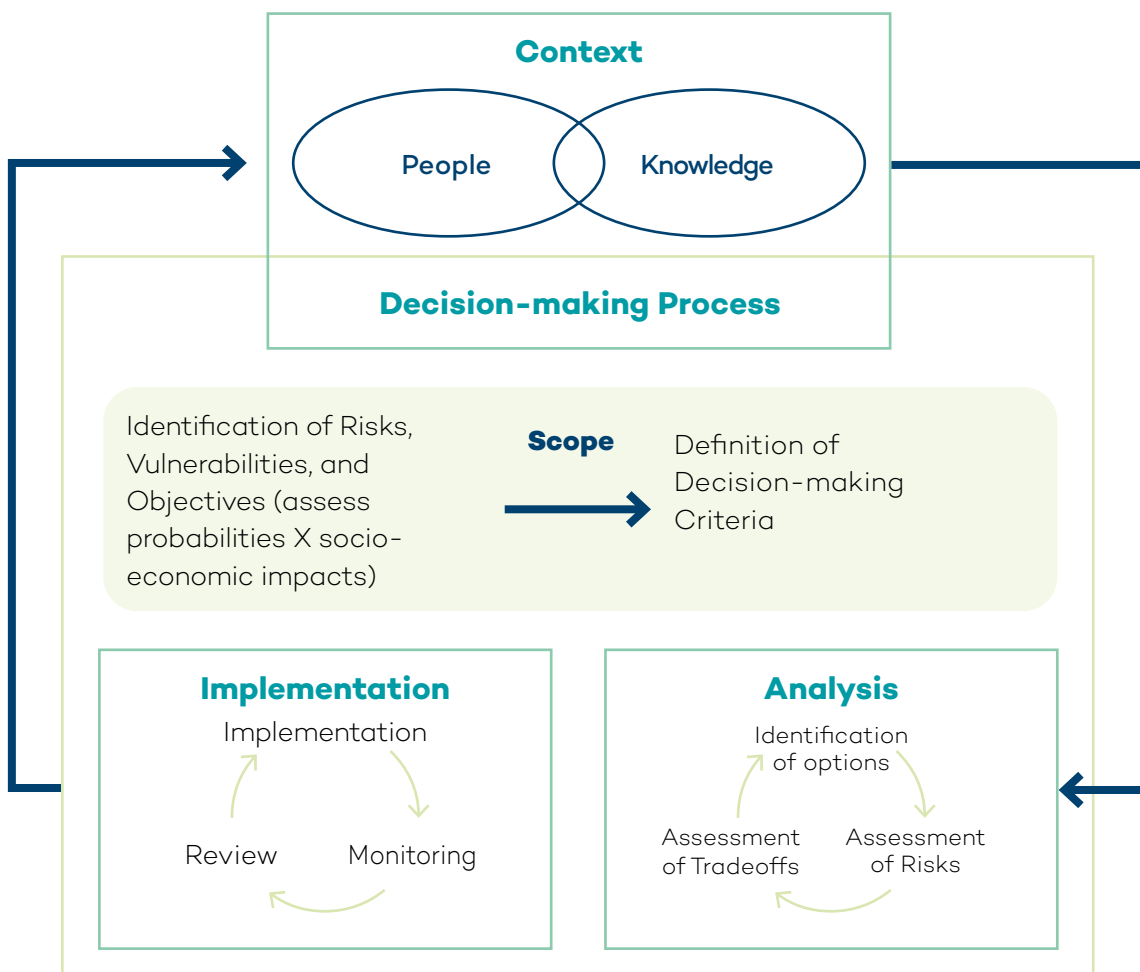 Context
People
Knowledge
Decision-making Process
Identification of Risks,
Vulnerabilities, and
Objectives (assess
probabilities X socio-
economic impacts)
Scope
Definition of
Decision-making
Criteria
Implementation
Implementation
Review
Monitoring
Analysis
Identification
of options
Assessment
of Tradeoffs
Assessment
of Risks